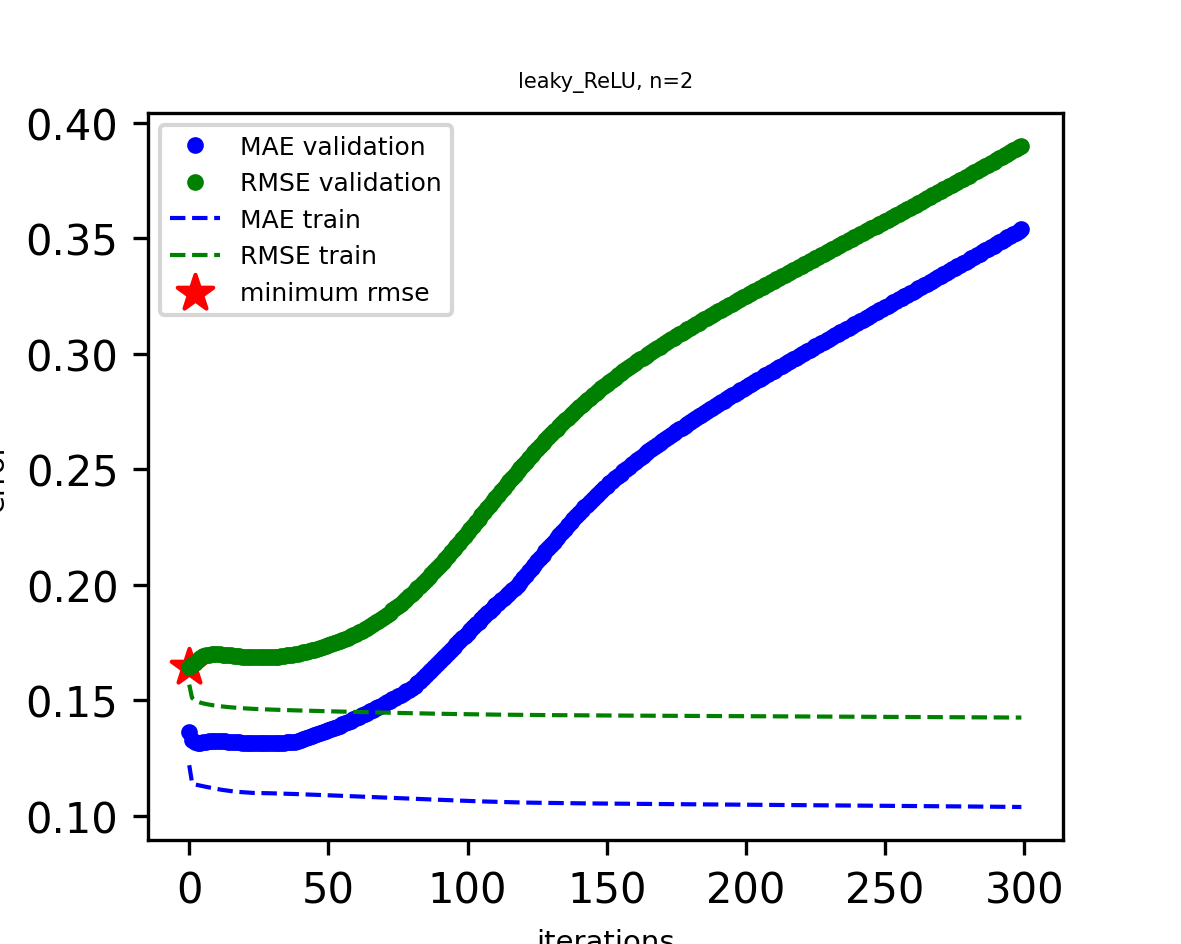 leaky_ReLU, n=2
0.40
0.35
0.30
0.25
0.20
0.15
0.10
MAE validation
RMSE validation
MAE train
RMSE train
minimum rmse
0 50 100 150 200 250 300
iterations